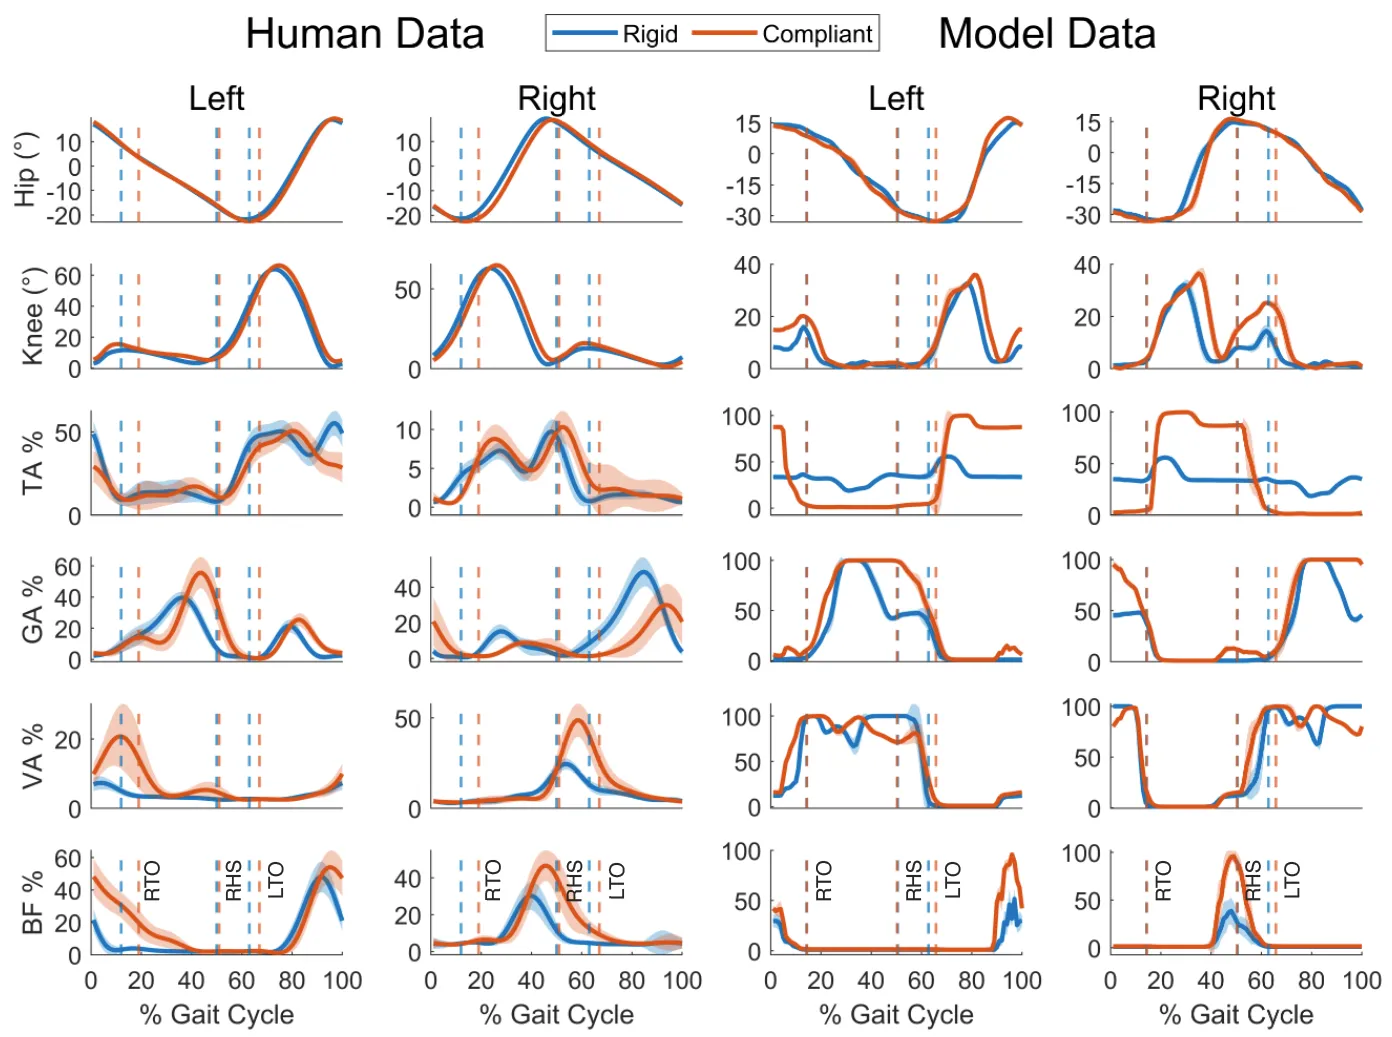 Human Data
Rigid
Compliant
Model Data
Left
Right
Left
Right
Hip (°)
10
0
-10
-20
10
0
-10
-20
15
0
-15
-30
15
0
-15
-30
Knee (°)
60
40
20
0
50
0
40
20
0
40
20
0
TA %
50
0
10
5
0
100
50
0
100
50
0
GA %
60
40
20
0
40
20
0
100
50
0
100
50
0
VA %
20
0
50
0
100
50
0
100
50
0
BF %
60
40
20
0
RTO
RHS
LTO
40
20
0
RTO
RHS
LTO
100
50
0
RTO
RHS
LTO
100
50
0
RTO
RHS
LTO
0 20 40 60 80 100
0 20 40 60 80 100
0 20 40 60 80 100
0 20 40 60 80 100
% Gait Cycle
% Gait Cycle
% Gait Cycle
% Gait Cycle